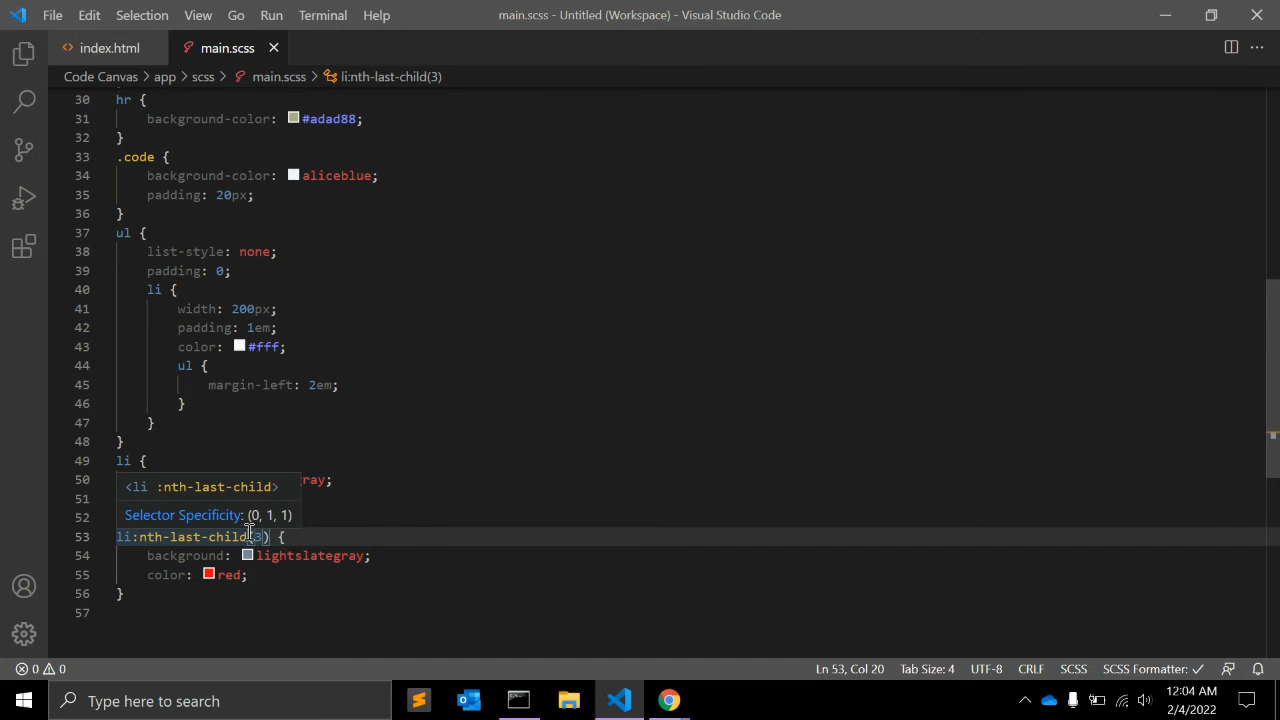 File Edit Selection View Go Run Terminal Help
main.scss - Untitled (Workspace) - Visual Studio Code
index.html
main.scss
Code Canvas > app > scss > main.scss > li:nth-last-child(3)
30 hr {
31 background-color: #adad88;
32 }
33 .code {
34 background-color: aliceblue;
35 padding: 20px;
36 }
37 ul {
38 list-style: none;
39 padding: 0;
40 li {
41 width: 200px;
42 padding: 1em;
43 color: #fff;
44 ul {
45 margin-left: 2em;
46 }
47 }
48 }
49 li {
50 ray;
<li :nth-last-child>
51
Selector Specificity: (0, 1, 1)
52
53 li:nth-last-child(3) {
54 background: lightslategray;
55 color: red;
56 }
57
0 0
Ln 53, Col 20 Tab Size: 4 UTF-8 CRLF SCSS SCSS Formatter:
Type here to search
12:04 AM
2/4/2022